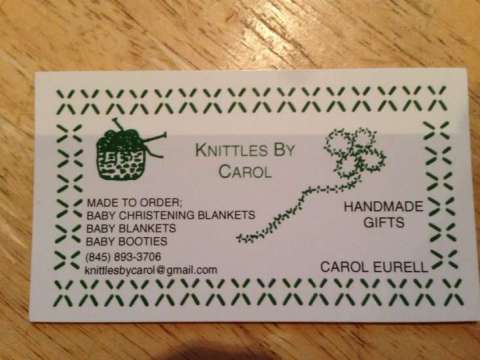 KNITTLES BY
CAROL
MADE TO ORDER;
BABY CHRISTENING BLANKETS
BABY BLANKETS
BABY BOOTIES
(845) 893-3706
knittlesbycarol@gmail.com
HANDMADE
GIFTS
CAROL EURELL